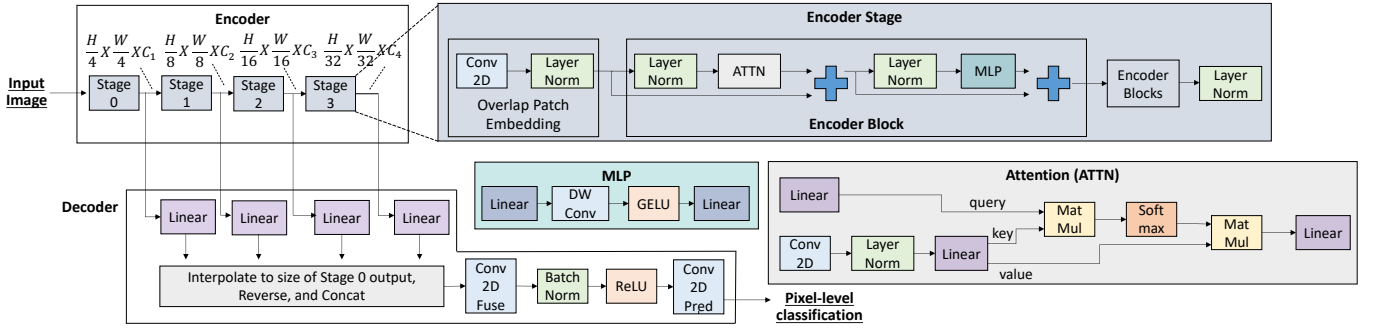 Encoder
H/4 X W/4 XC1
H/8 X W/8 XC2
H/16 X W/16 XC3
H/32 X W/32 XC4
Input
Image
Stage
0
Stage
1
Stage
2
Stage
3
Encoder Stage
Conv
2D
Layer
Norm
Overlap Patch
Embedding
Layer
Norm
ATTN
Layer
Norm
MLP
Encoder Block
Encoder
Blocks
Layer
Norm
Decoder
Linear
Linear
Linear
Linear
Interpolate to size of Stage 0 output,
Reverse, and Concat
Conv
2D
Fuse
Batch
Norm
ReLU
Conv
2D
Pred
Pixel-level
classification
MLP
Linear
DW
Conv
GELU
Linear
Attention (ATTN)
Linear
query
Conv
2D
Layer
Norm
Linear
key
value
Mat
Mul
Soft
max
Mat
Mul
Linear